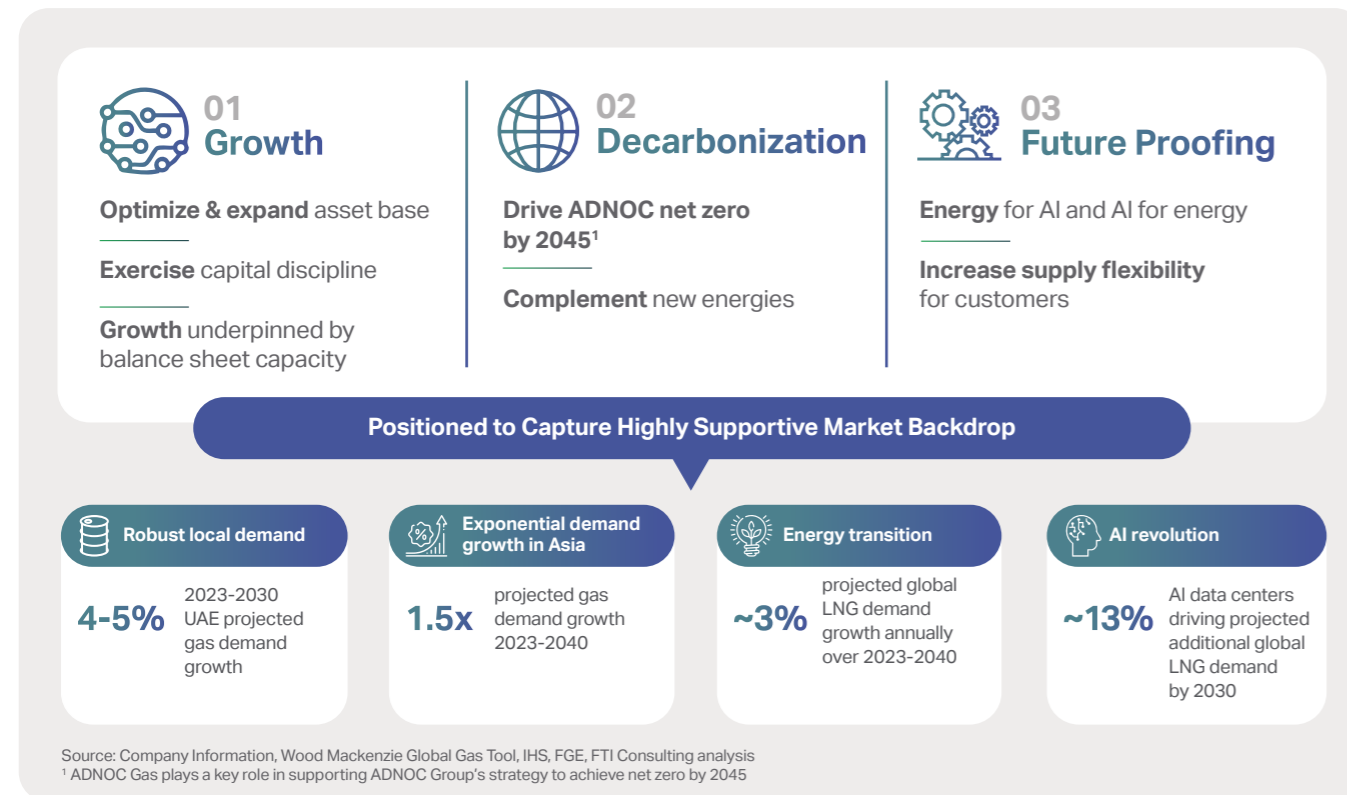 01
Growth
Optimize & expand asset base
Exercise capital discipline
Growth underpinned by
balance sheet capacity
02
Decarbonization
Drive ADNOC net zero
by 2045¹
Complement new energies
03
Future Proofing
Energy for AI and AI for energy
Increase supply flexibility
for customers
Positioned to Capture Highly Supportive Market Backdrop
Robust local demand
4-5%
2023-2030
UAE projected
gas demand
growth
%
Exponential demand
growth in Asia
1.5x
projected gas
demand growth
2023-2040
Energy transition
~3%
projected global
LNG demand
growth annually
over 2023-2040
AI revolution
~13%
AI data centers
driving projected
additional global
LNG demand
by 2030
Source: Company Information, Wood Mackenzie Global Gas Tool, IHS, FGE, FTI Consulting analysis
¹ ADNOC Gas plays a key role in supporting ADNOC Group's strategy to achieve net zero by 2045